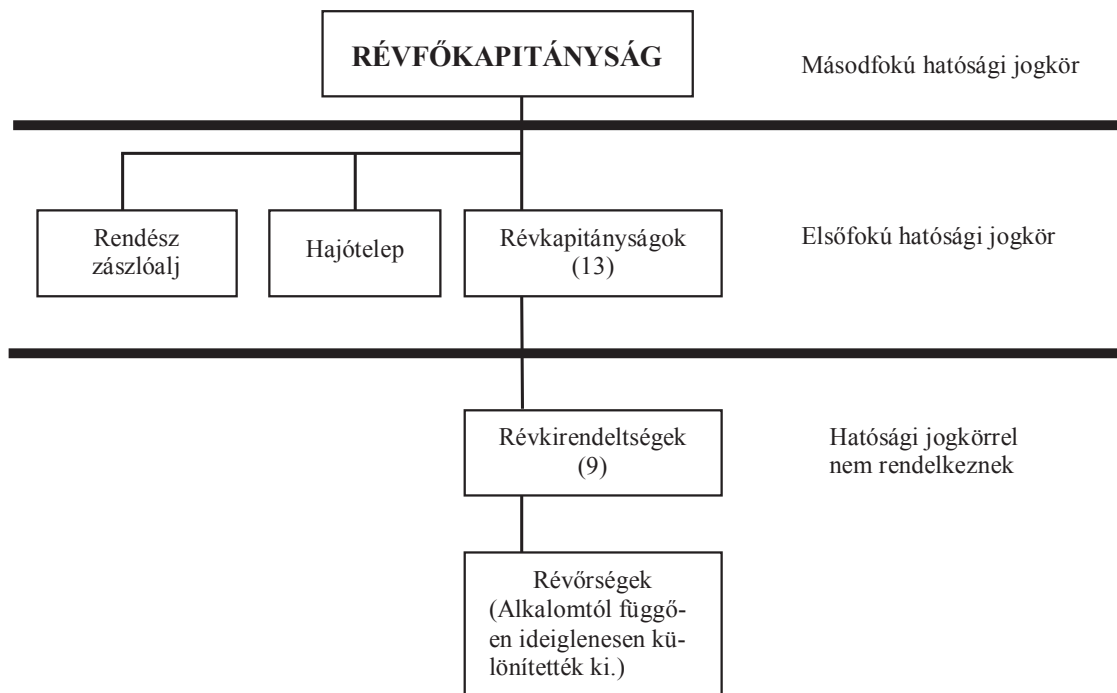 RÉVFŐKAPITÁNYSÁG
Másodfokú hatósági jogkör
Rendész
zászlóalj
Hajótelep
Révkapitányságok
(13)
Elsőfokú hatósági jogkör
Révkirendeltségek
(9)
Hatósági jogkörrel
nem rendelkeznek
Révőrségek
(Alkalomtól függő-
en ideiglenesen kü-
lönítették ki.)